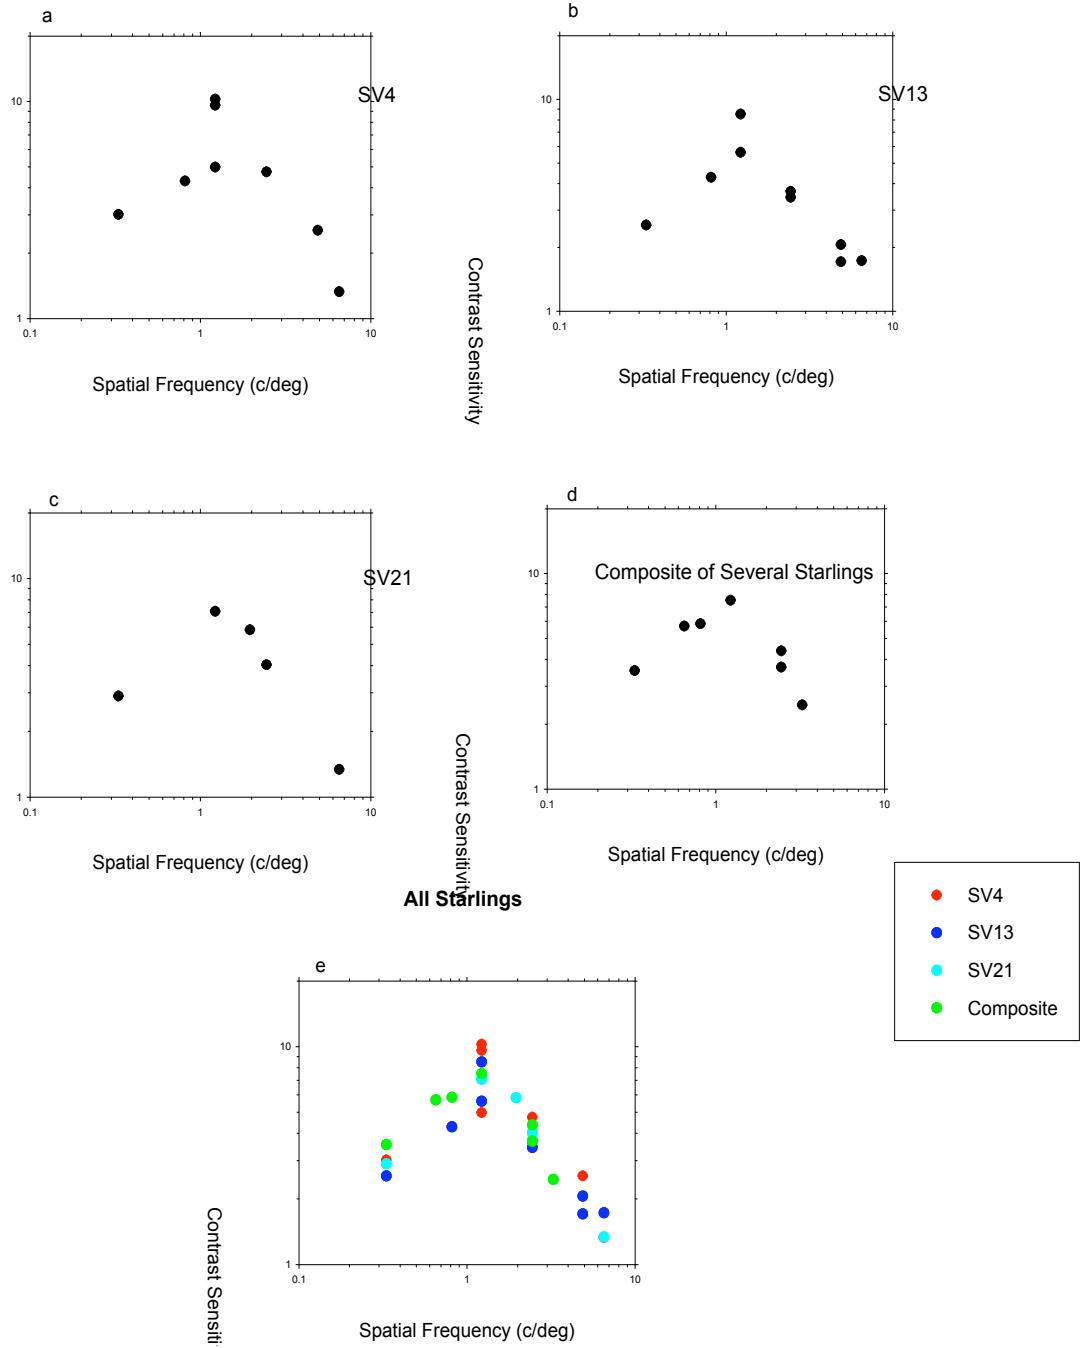 a
SV4
10
1
0.1
1
10
Spatial Frequency (c/deg)
b
SV13
10
1
0.1
1
10
Contrast Sensitivity
Spatial Frequency (c/deg)
c
SV21
10
1
0.1
1
10
Spatial Frequency (c/deg)
d
Composite of Several Starlings
10
1
0.1
1
10
Contrast Sensitivity
Spatial Frequency (c/deg)
All Starlings
e
10
1
0.1
1
10
Contrast Sensiti
Spatial Frequency (c/deg)
SV4
SV13
SV21
Composite